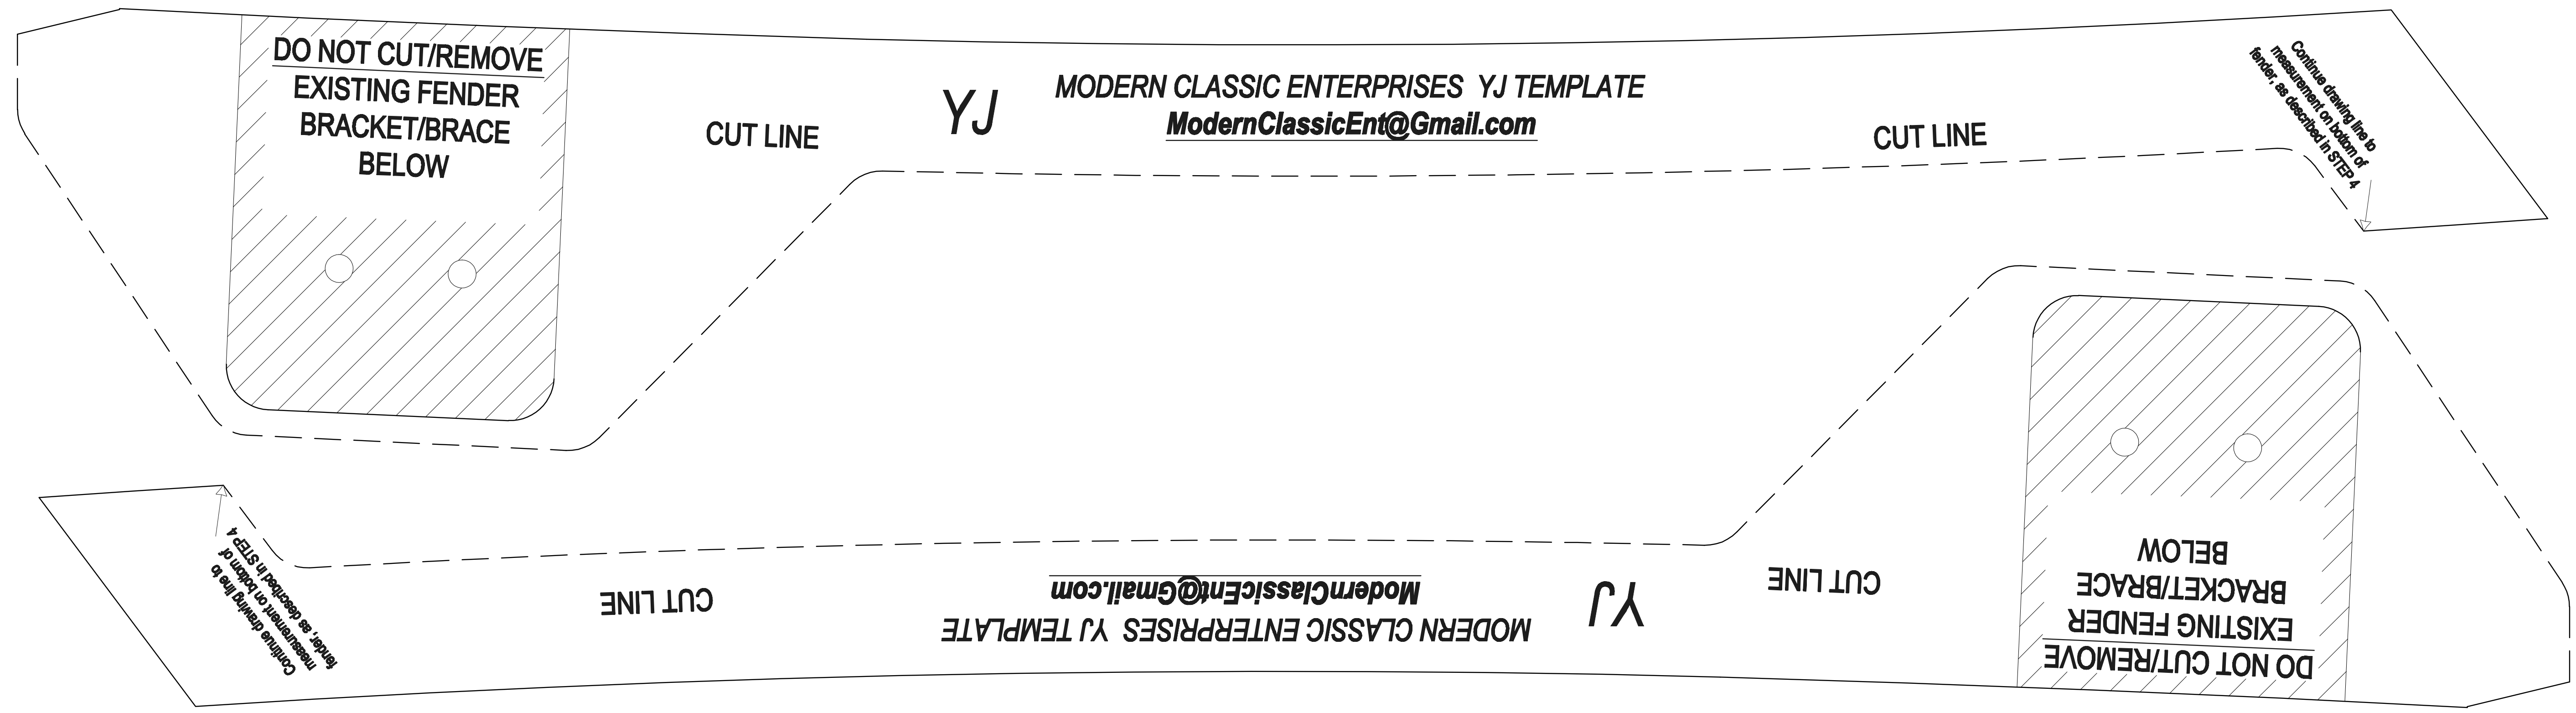 DO NOT CUT/REMOVE
EXISTING FENDER
BRACKET/BRACE
BELOW
CUT LINE
YJ
MODERN CLASSIC ENTERPRISES YJ TEMPLATE
ModernClassicEnt@Gmail.com
CUT LINE
Continue drawing line to
measurement on bottom of
fender, as described in STEP 4
DO NOT CUT/REMOVE
EXISTING FENDER
BRACKET/BRACE
BELOW
CUT LINE
YJ
MODERN CLASSIC ENTERPRISES YJ TEMPLATE
ModernClassicEnt@Gmail.com
CUT LINE
Continue drawing line to
measurement on bottom of
fender, as described in STEP 4